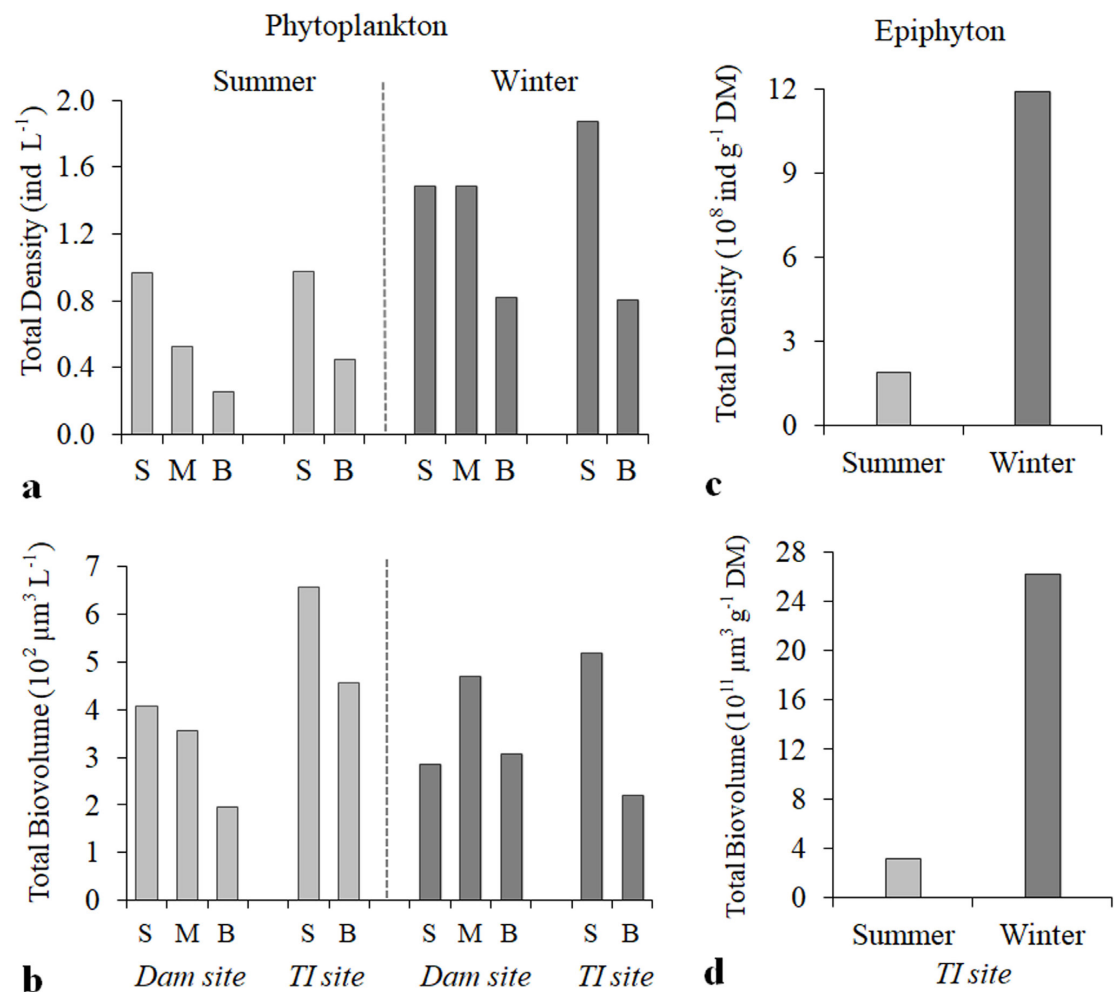 Phytoplankton
Summer Winter
Total Density (ind L⁻¹)
2.0
1.6
1.2
0.8
0.4
0.0
S M B S B S M B S B
a
Epiphyton
Total Density (10⁸ ind g⁻¹ DM)
12
9
6
3
0
Summer Winter
c
Total Biovolume (10² µm³ L⁻¹)
7
6
5
4
3
2
1
0
S M B S B S M B S B
b Dam site TI site Dam site TI site
Total Biovolume (10¹¹ µm³ g⁻¹ DM)
28
24
20
16
12
8
4
0
Summer Winter
d TI site